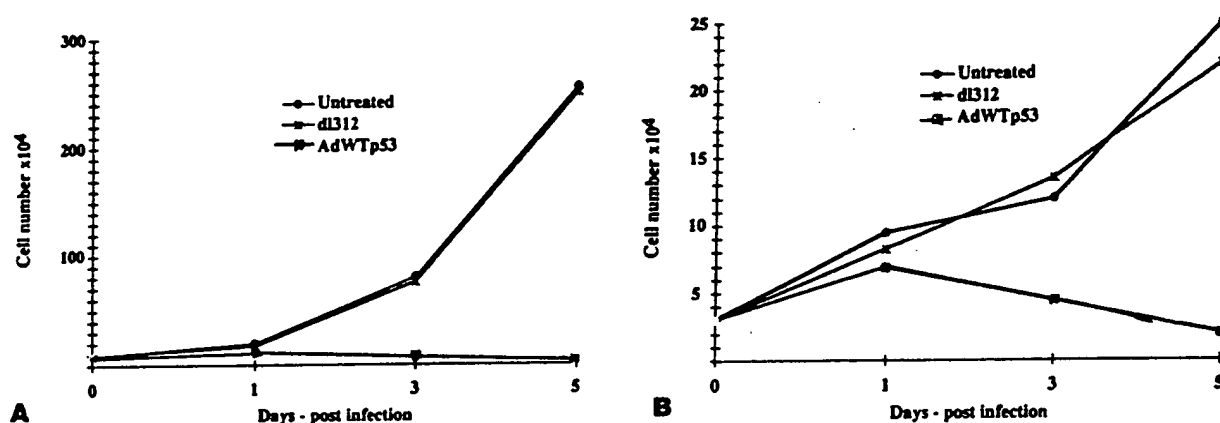 300
200
100
Cell number x10⁴
Untreated
dl312
AdWTp53
0 1 3 5
Days - post infection
A
25
20
15
10
5
Cell number x10⁴
Untreated
dl312
AdWTp53
0 1 3 5
Days - post infection
B